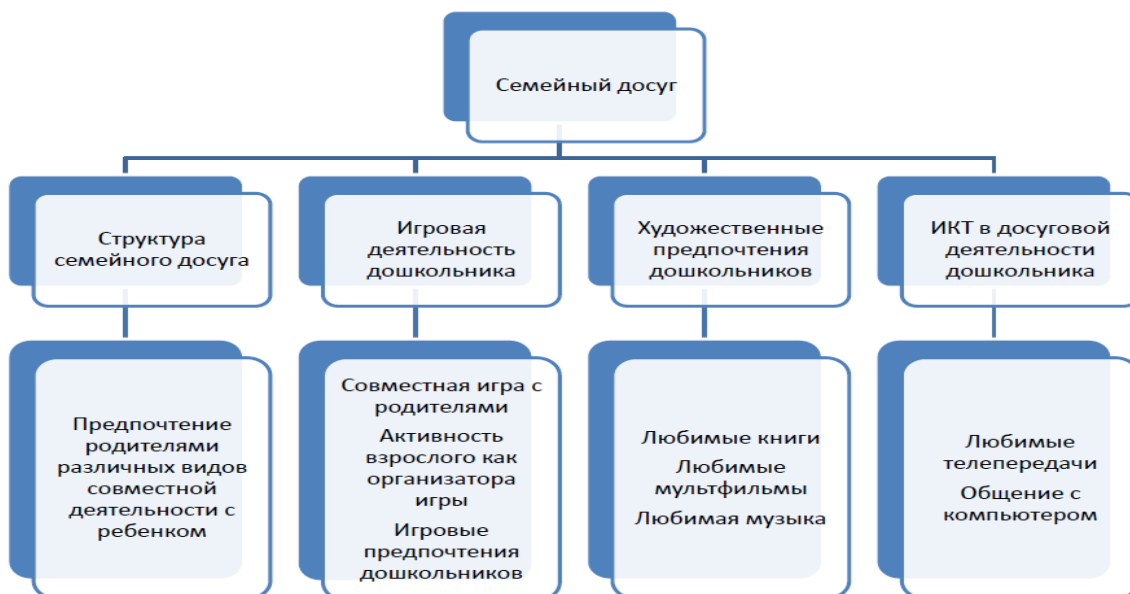 Семейный досуг
Структура
семейного досуга
Игровая
деятельность
дошкольника
Художественные
предпочтения
дошкольников
ИКТ в досуговой
деятельности
дошкольника
Предпочтение
родителями
различных видов
совместной
деятельности с
ребенком
Совместная игра с
родителями
Активность
взрослого как
организатора
игры
Игровые
предпочтения
дошкольников
Любимые книги
Любимые
мультфильмы
Любимая музыка
Любимые
телепередачи
Общение с
компьютером